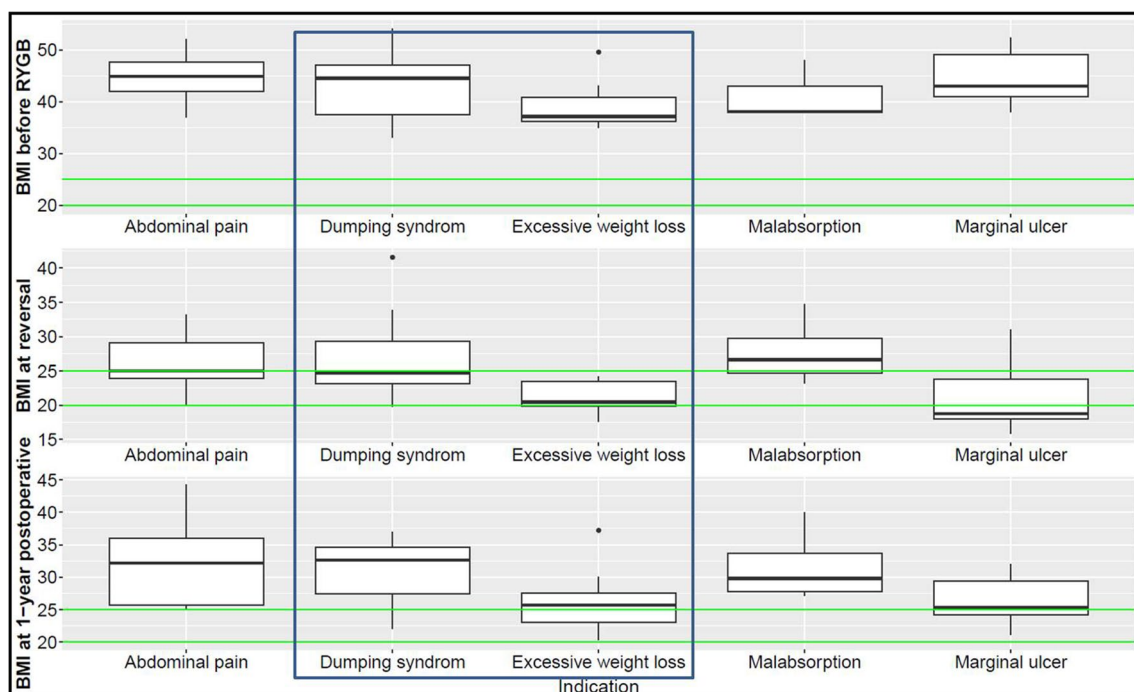 BMI before RYGB
50
40
30
20
Abdominal pain Dumping syndrom Excessive weight loss Malabsorption Marginal ulcer
BMI at reversal
40
35
30
25
20
15
Abdominal pain Dumping syndrom Excessive weight loss Malabsorption Marginal ulcer
BMI at 1-year postoperative
45
40
35
30
25
20
Abdominal pain Dumping syndrom Excessive weight loss Malabsorption Marginal ulcer
Indication